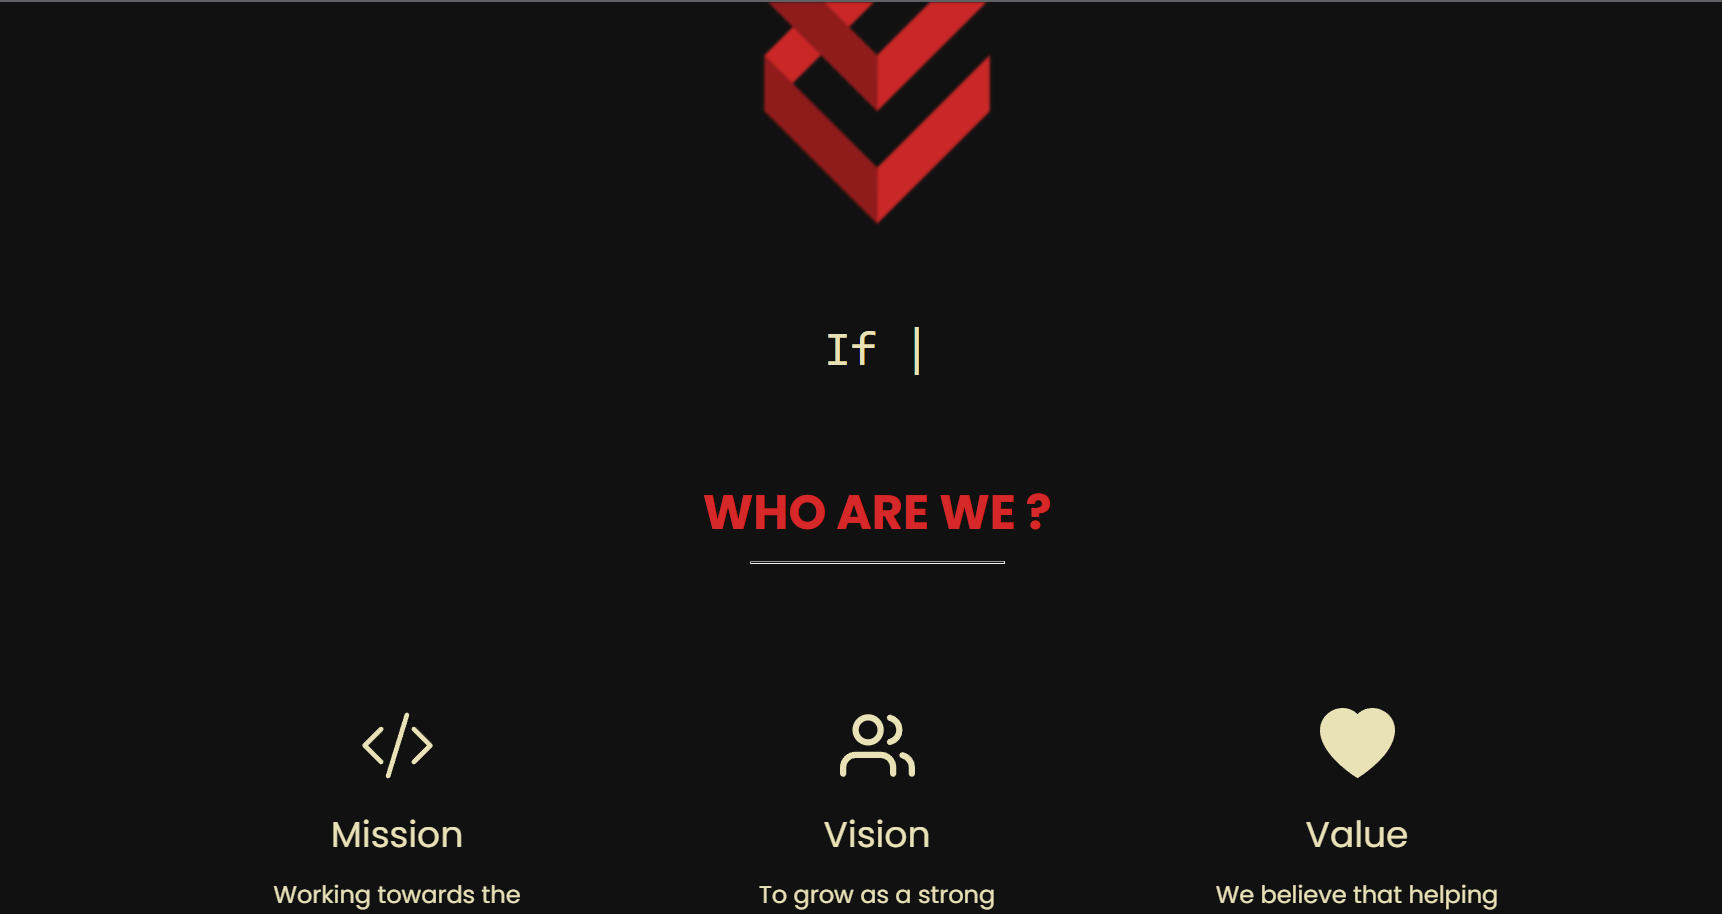 If |
WHO ARE WE ?
Mission
Vision
Value
Working towards the
To grow as a strong
We believe that helping